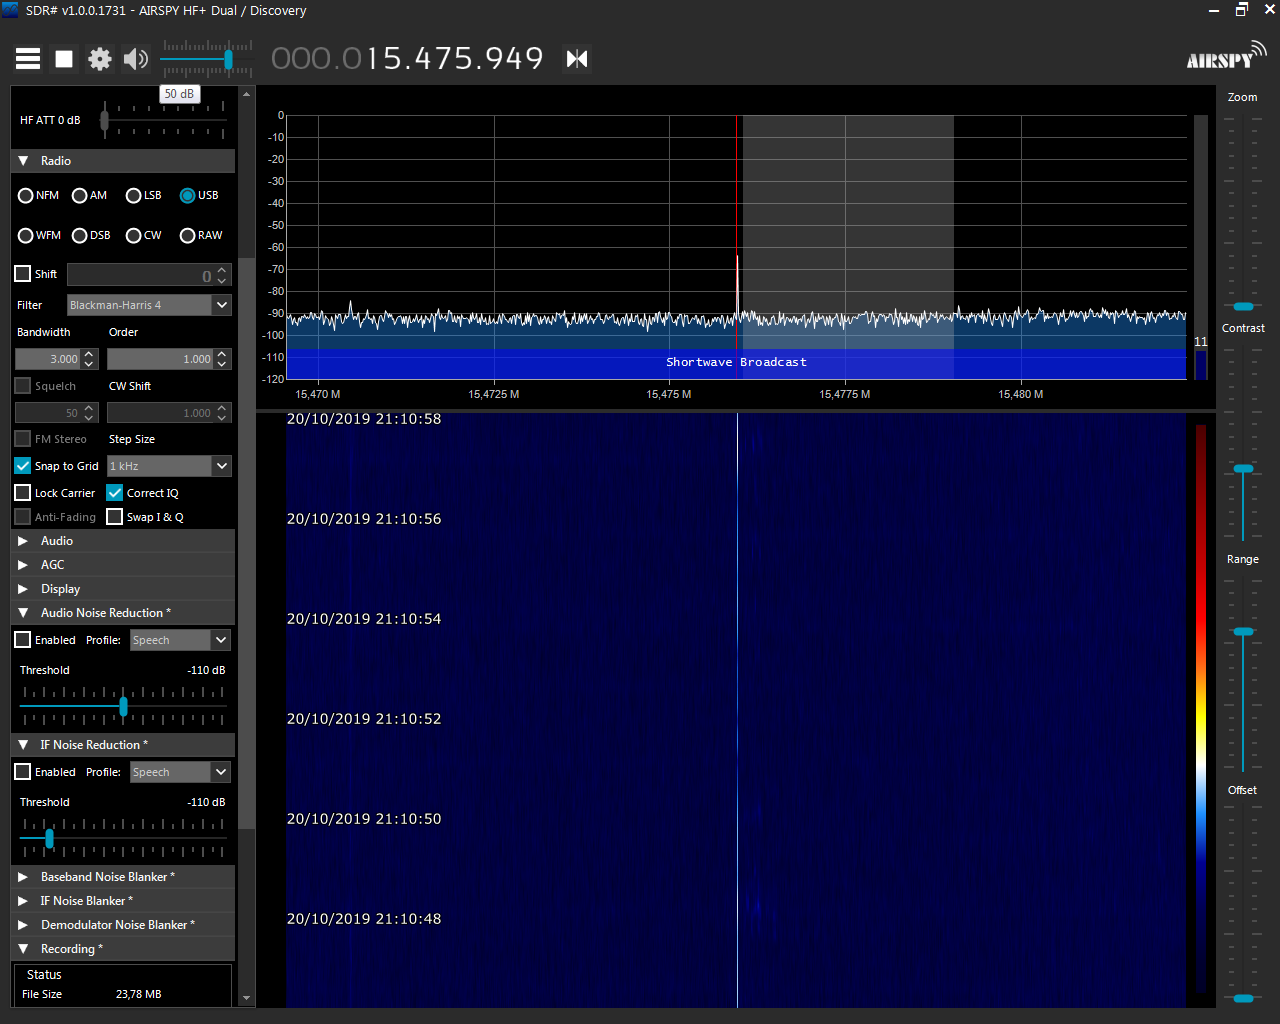 SDR# v1.0.0.1731 - AIRSPY HF+ Dual / Discovery
000.015.475.949
AIRSPY
50 dB
HF ATT 0 dB
Radio
NFM AM LSB USB
WFM DSB CW RAW
Shift 0
Filter Blackman-Harris 4
Bandwidth Order
3.000 1.000
Squelch CW Shift
50 1.000
FM Stereo Step Size
Snap to Grid 1 kHz
Lock Carrier Correct IQ
Anti-Fading Swap I & Q
Audio
AGC
Display
Audio Noise Reduction *
Enabled Profile: Speech
Threshold -110 dB
IF Noise Reduction *
Enabled Profile: Speech
Threshold -110 dB
Baseband Noise Blanker *
IF Noise Blanker *
Demodulator Noise Blanker *
Recording *
Status
File Size 23,78 MB
0
-10
-20
-30
-40
-50
-60
-70
-80
-90
-100
-110
-120
Shortwave Broadcast
11
15,470 M 15,4725 M 15,475 M 15,4775 M 15,480 M
20/10/2019 21:10:58
20/10/2019 21:10:56
20/10/2019 21:10:54
20/10/2019 21:10:52
20/10/2019 21:10:50
20/10/2019 21:10:48
Zoom
Contrast
Range
Offset